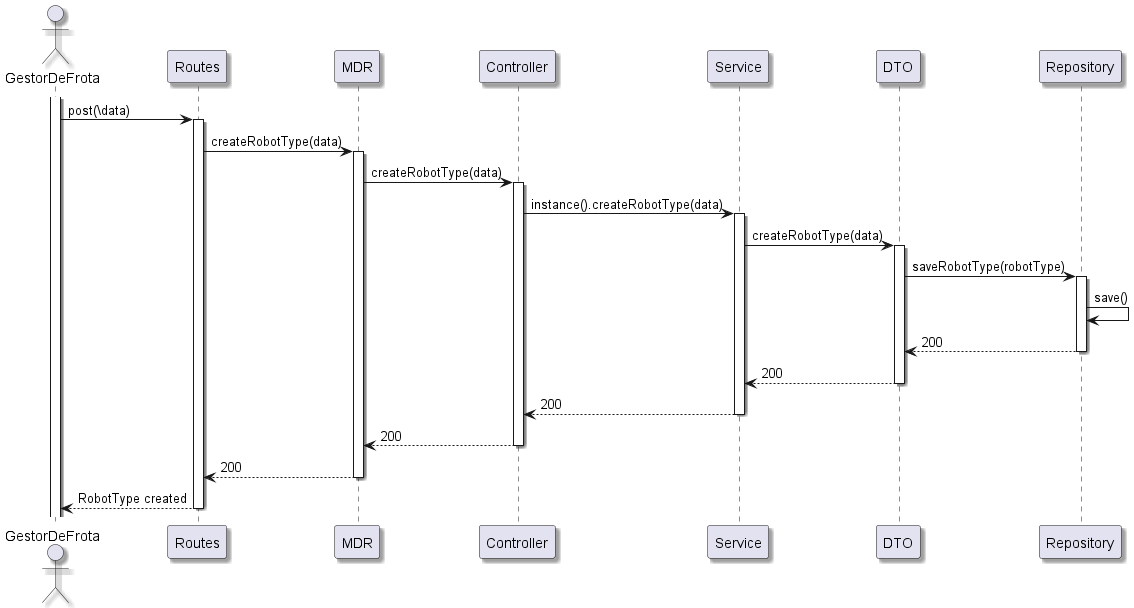 GestorDeFrota
Routes
MDR
Controller
Service
DTO
Repository
post(\data)
createRobotType(data)
createRobotType(data)
instance().createRobotType(data)
createRobotType(data)
saveRobotType(robotType)
save()
200
200
200
200
200
RobotType created
GestorDeFrota
Routes
MDR
Controller
Service
DTO
Repository